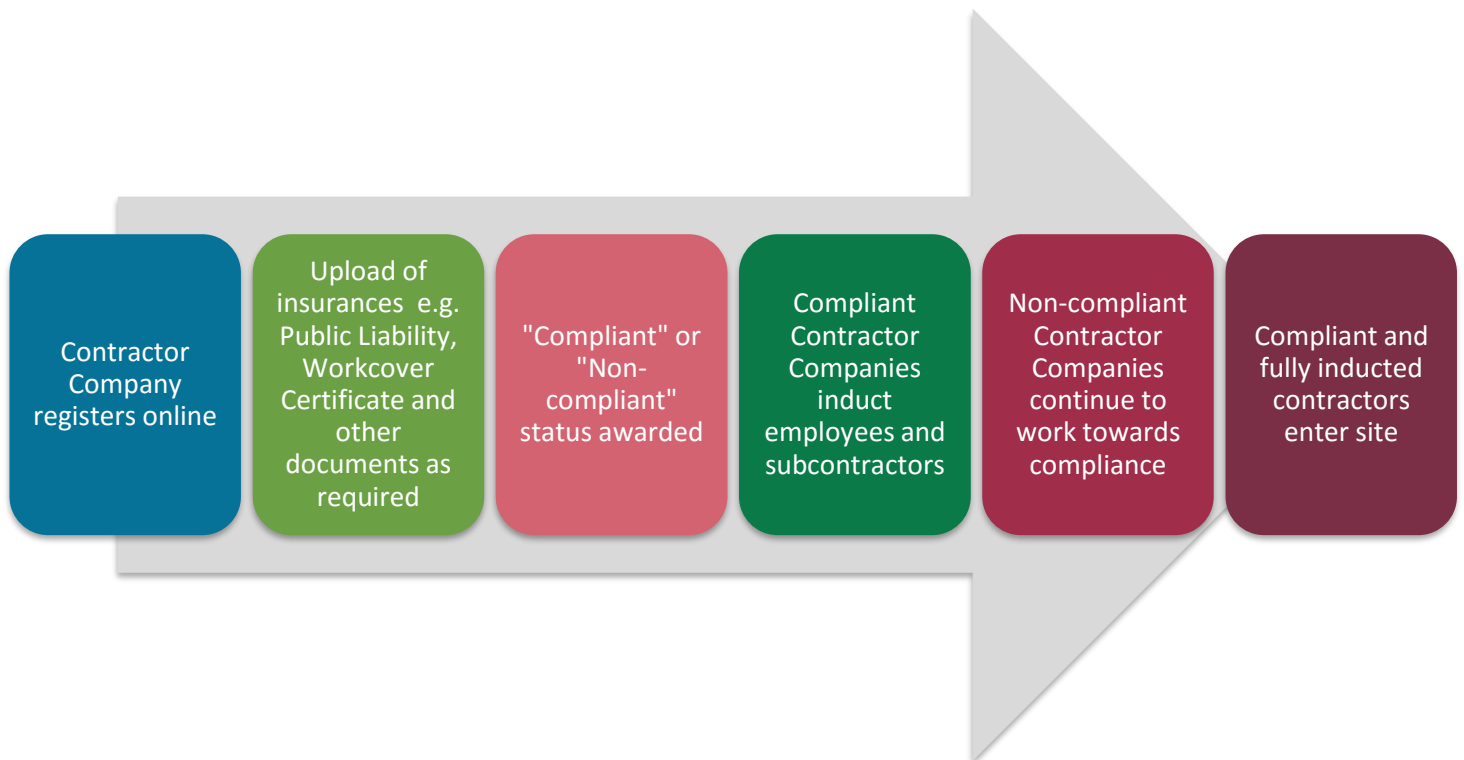 Contractor
Company
registers online
Upload of
insurances  e.g.
Public Liability,
Workcover
Certificate and
other
documents as
required
"Compliant" or
"Non-
compliant"
status awarded
Compliant
Contractor
Companies
induct
employees and
subcontractors
Non-compliant
Contractor
Companies
continue to
work towards
compliance
Compliant and
fully inducted
contractors
enter site